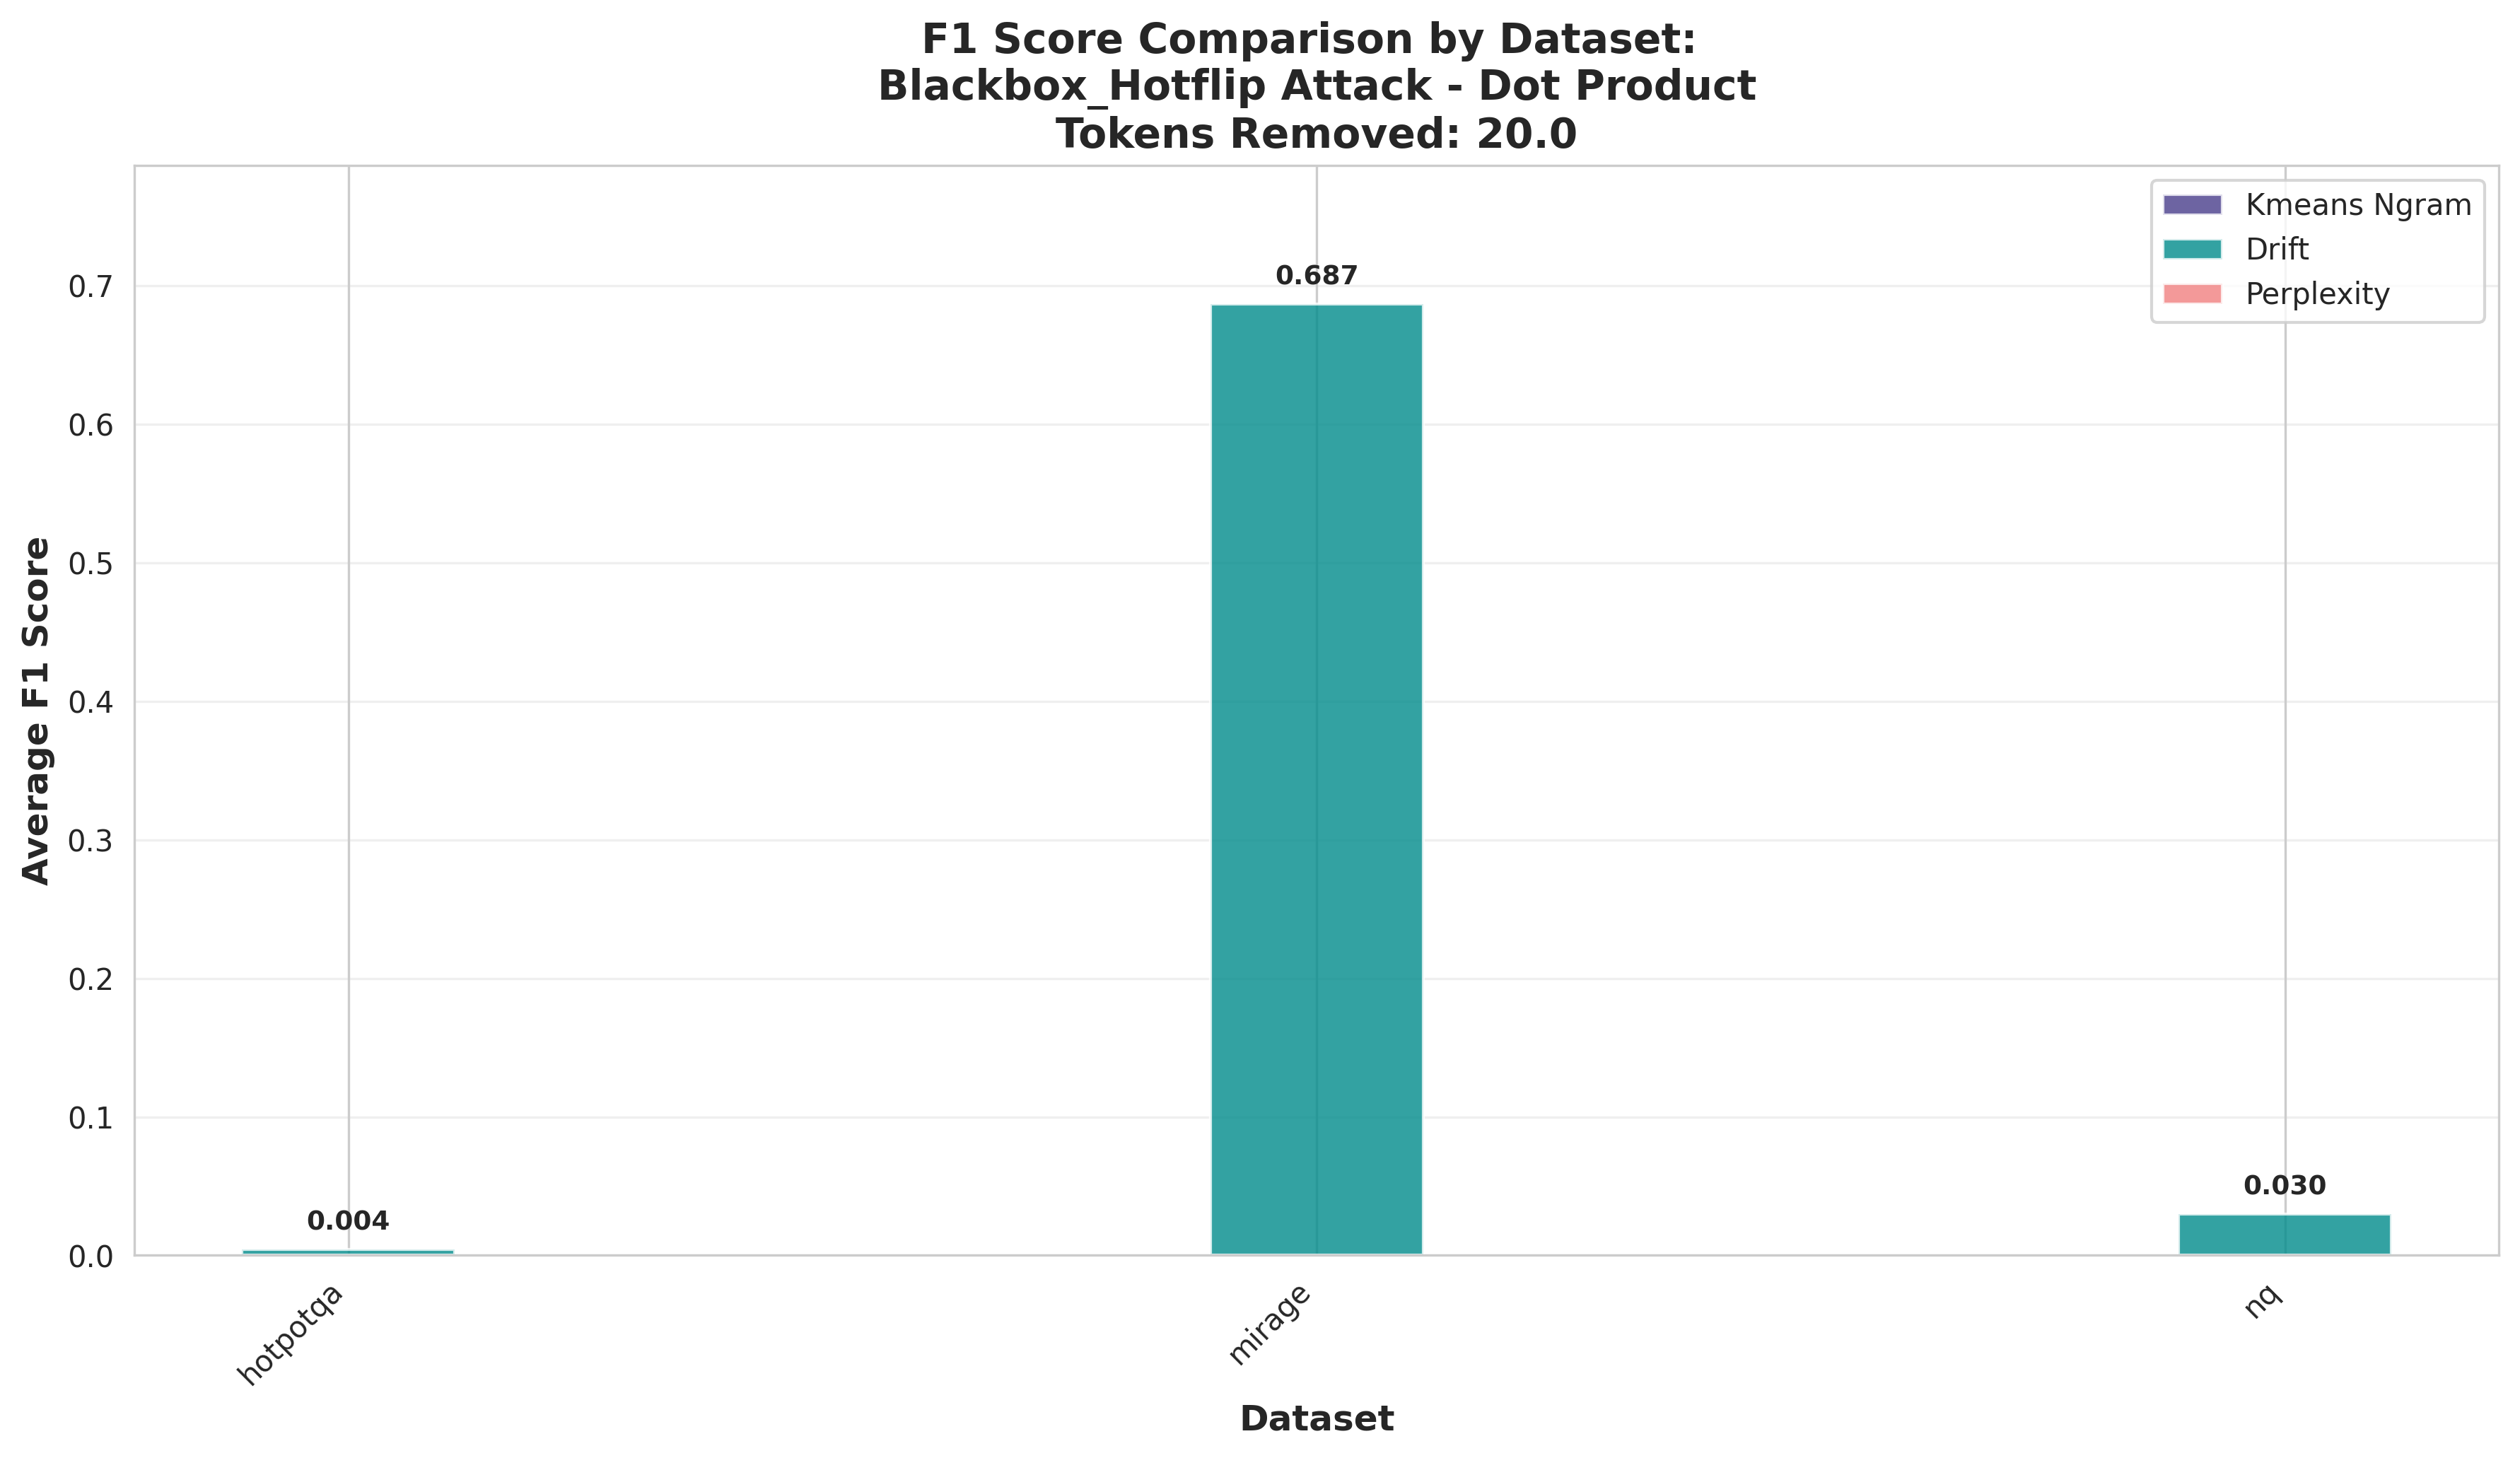 F1 Score Comparison by Dataset:
Blackbox_Hotflip Attack - Dot Product
Tokens Removed: 20.0
Kmeans Ngram
Drift
Perplexity
Average F1 Score
0.7
0.6
0.5
0.4
0.3
0.2
0.1
0.0
0.004
0.687
0.030
hotpotqa
mirage
nq
Dataset